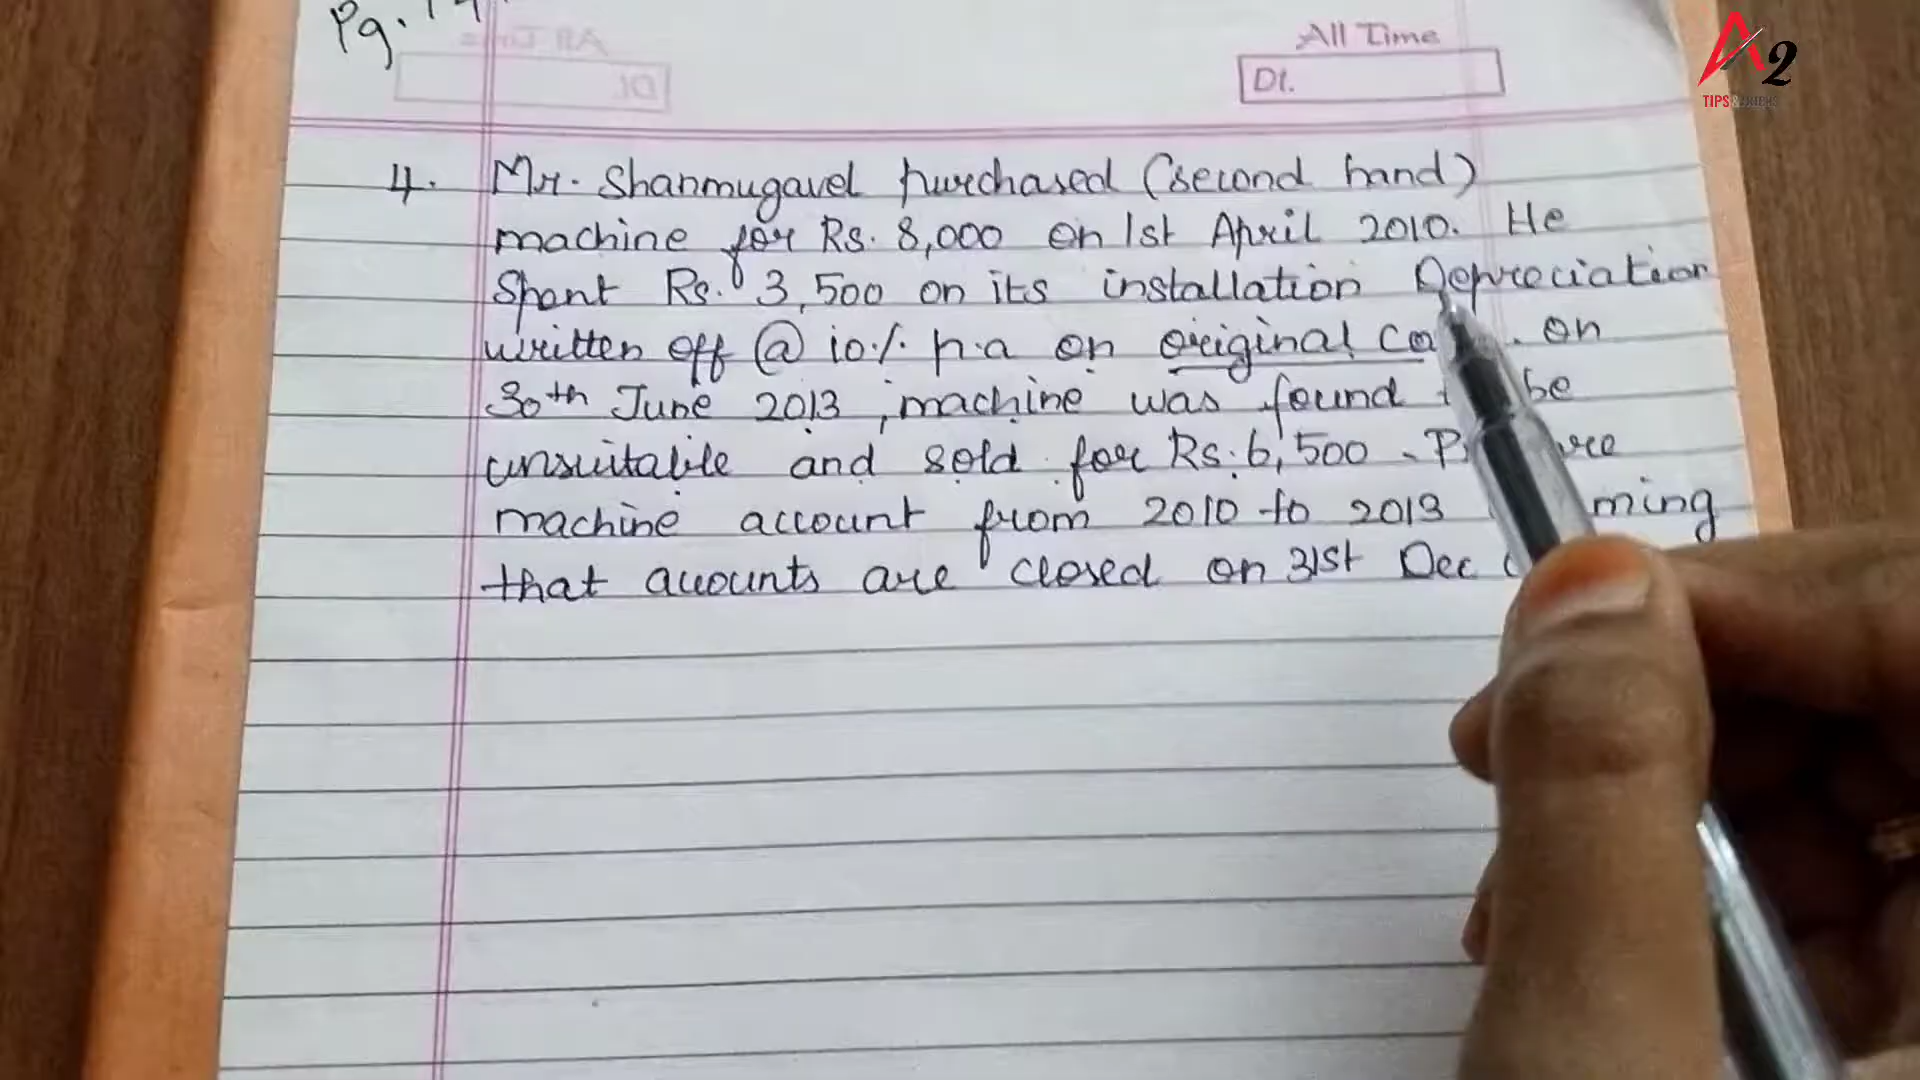 Pg.
All Time
Dt.
A2
TIPS & TRICKS
4. Mr. Shanmugavel purchased (second hand)
machine for Rs. 8,000 on 1st April 2010. He
Spent Rs. 3,500 on its installation Depreciation
written off @ 10% p.a on original on
30th June 2013, machine was found be
unsuitable and sold for Rs. 6,500.
machine account from 2010 to 2013
that accounts are closed on 31st Dec